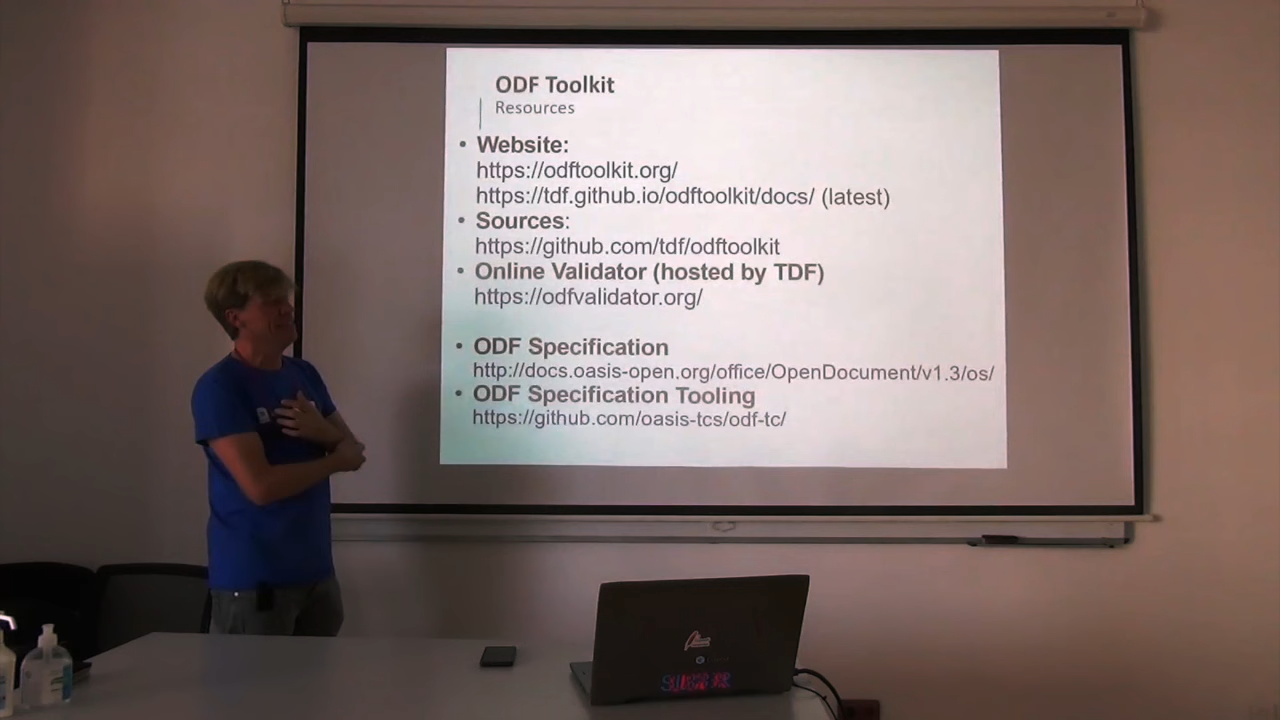 ODF Toolkit
Resources
• Website:
https://odftoolkit.org/
https://tdf.github.io/odftoolkit/docs/ (latest)
• Sources:
https://github.com/tdf/odftoolkit
• Online Validator (hosted by TDF)
https://odfvalidator.org/
• ODF Specification
http://docs.oasis-open.org/office/OpenDocument/v1.3/os/
• ODF Specification Tooling
https://github.com/oasis-tcs/odf-tc/